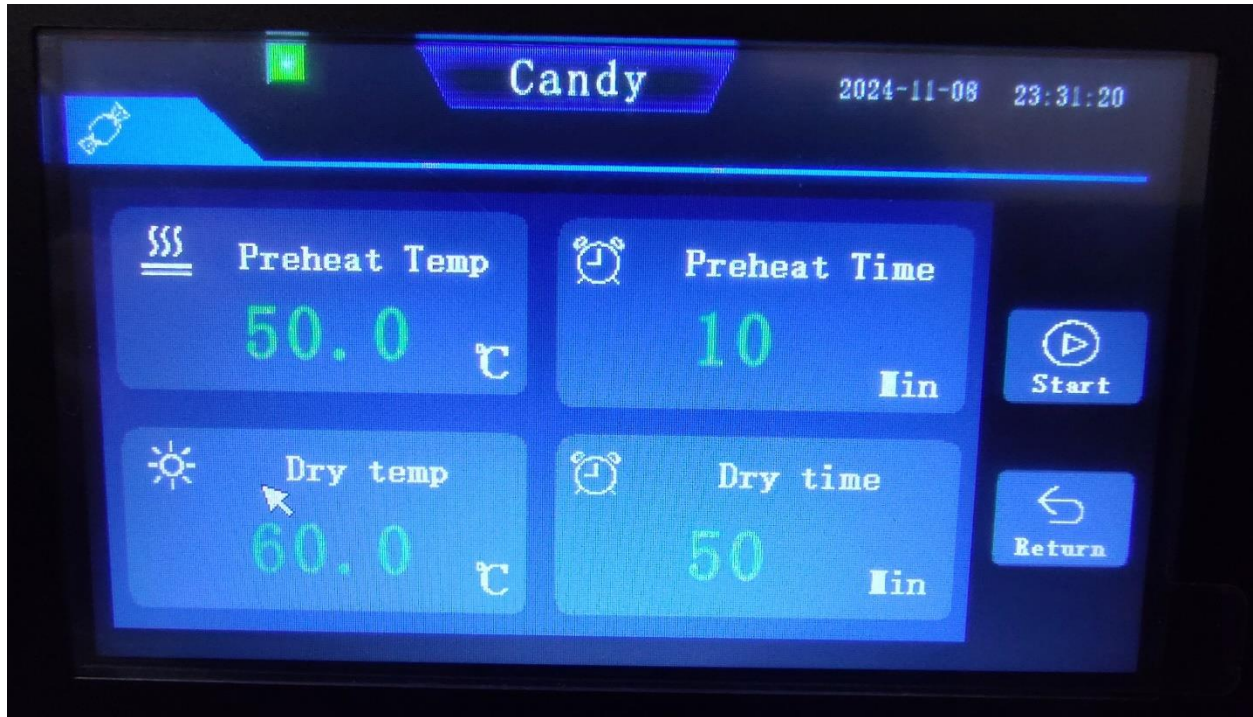 Candy
2024-11-08 23:31:20
Preheat Temp
50.0 ℃
Preheat Time
10 Min
Start
Dry temp
60.0 ℃
Dry time
50 Min
Return